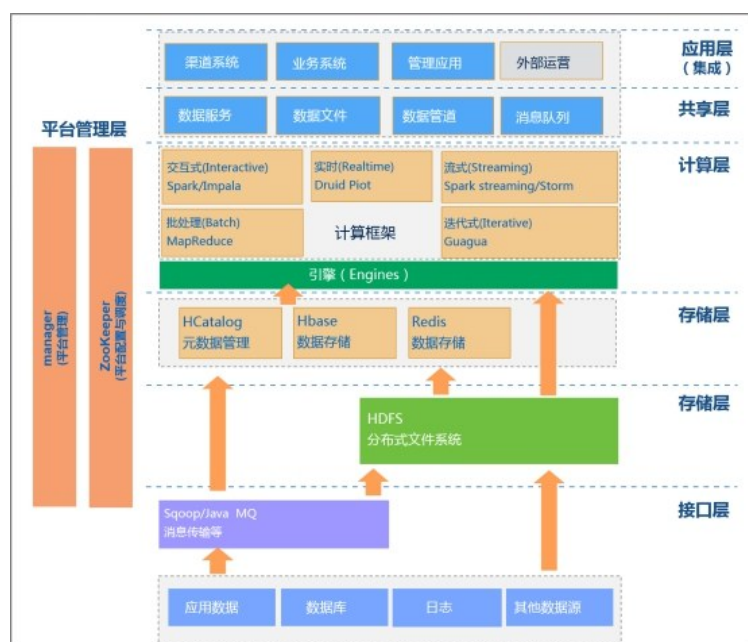 渠道系统
业务系统
管理应用
外部运营
应用层
（集成）
数据服务
数据文件
数据管道
消息队列
共享层
平台管理层
交互式(Interactive)
Spark/Impala
实时(Realtime)
Druid Piot
流式(Streaming)
Spark streaming/Storm
计算层
批处理(Batch)
MapReduce
计算框架
迭代式(Iterative)
Guagua
引擎（Engines）
manager
(平台管理)
ZooKeeper
(平台配置与调度)
HCatalog
元数据管理
Hbase
数据存储
Redis
数据存储
存储层
HDFS
分布式文件系统
存储层
Sqoop/Java MQ
消息传输等
接口层
应用数据
数据库
日志
其他数据源